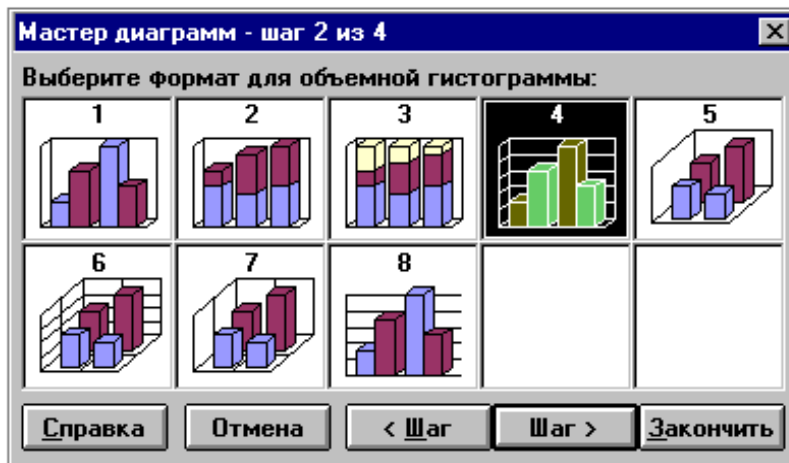 Мастер диаграмм - шаг 2 из 4
Выберите формат для объемной гистограммы:
1 2 3 4 5
6 7 8
Справка Отмена < Шаг Шаг > Закончить